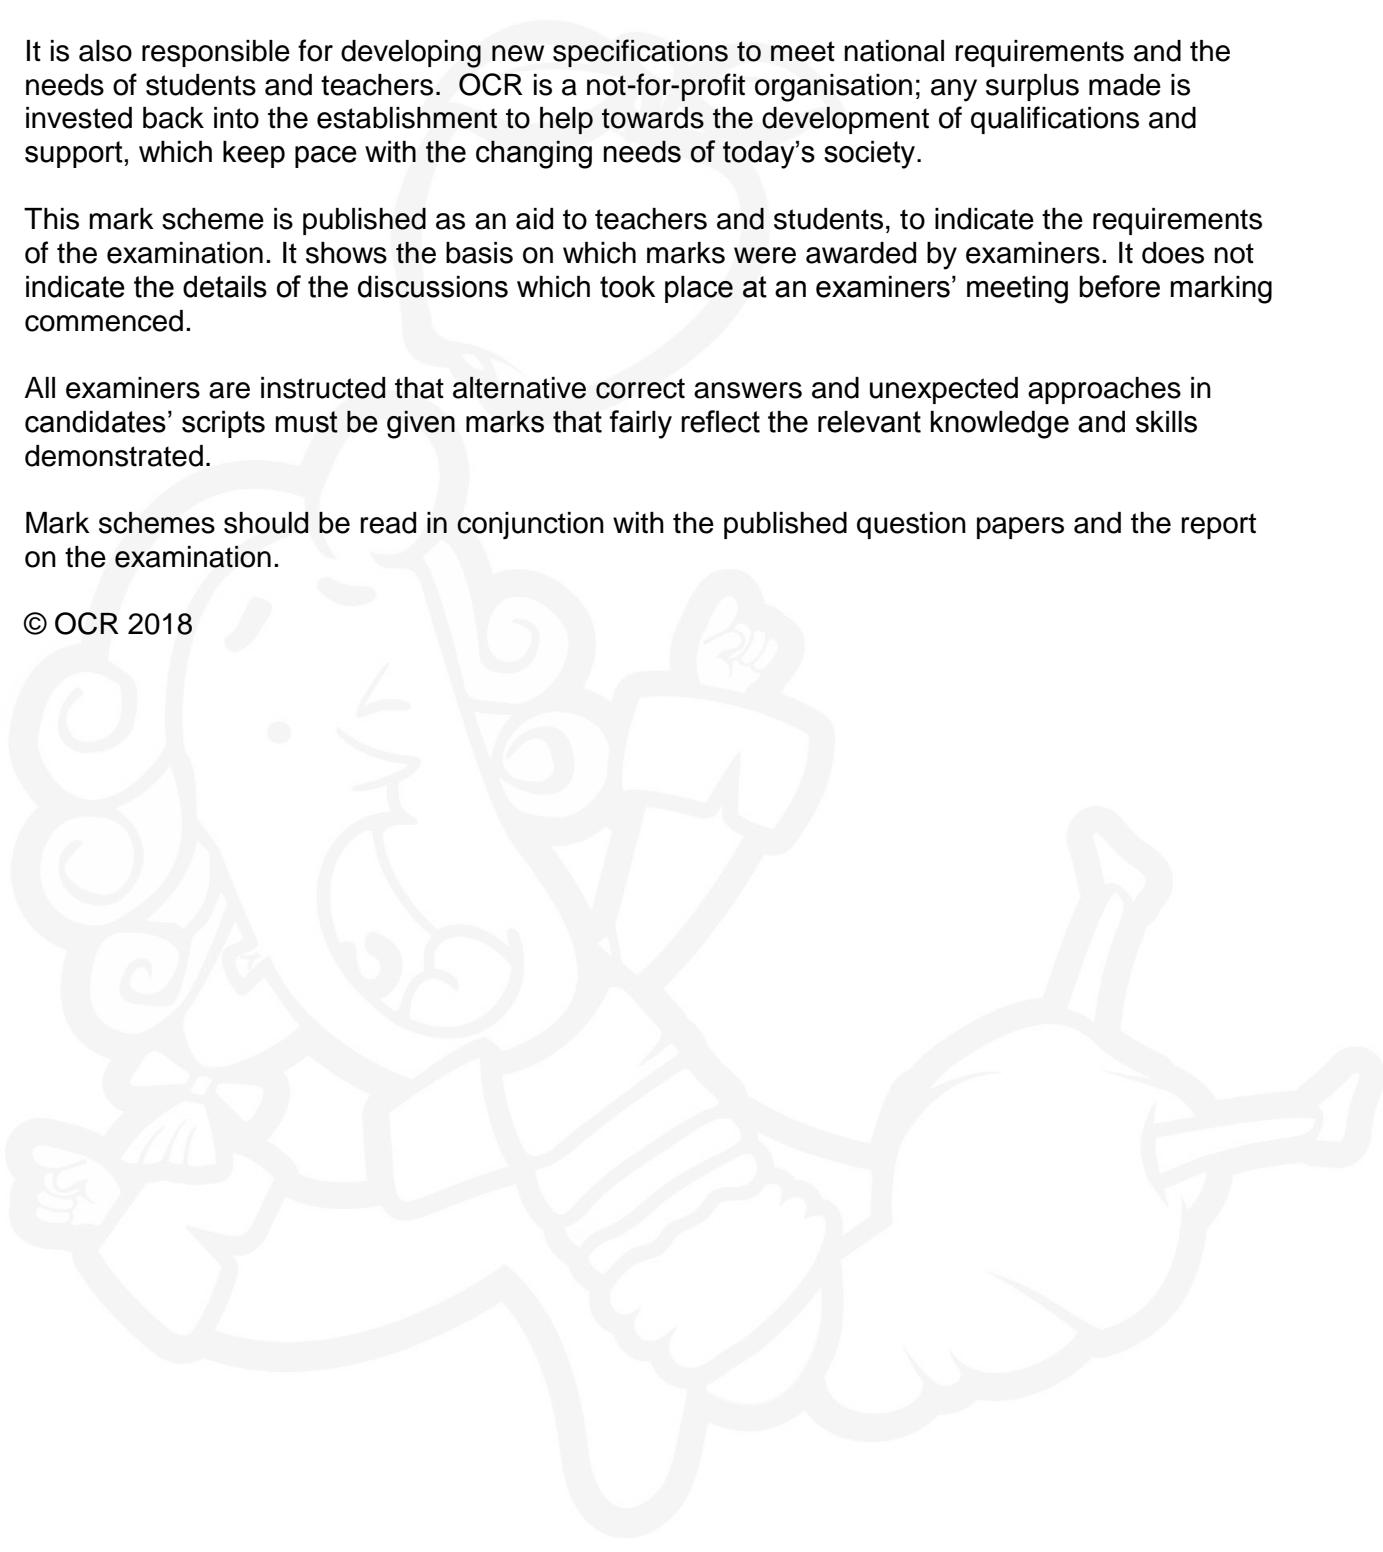 It is also responsible for developing new specifications to meet national requirements and the
needs of students and teachers.  OCR is a not-for-profit organisation; any surplus made is
invested back into the establishment to help towards the development of qualifications and
support, which keep pace with the changing needs of today’s society.
This mark scheme is published as an aid to teachers and students, to indicate the requirements
of the examination. It shows the basis on which marks were awarded by examiners. It does not
indicate the details of the discussions which took place at an examiners’ meeting before marking
commenced.
All examiners are instructed that alternative correct answers and unexpected approaches in
candidates’ scripts must be given marks that fairly reflect the relevant knowledge and skills
demonstrated.
Mark schemes should be read in conjunction with the published question papers and the report
on the examination.
© OCR 2018